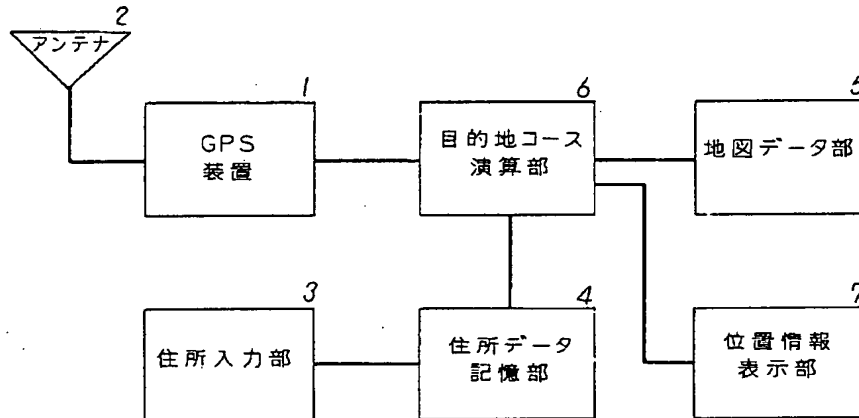 2
アンテナ
1
GPS
装置
6
目的地コース
演算部
5
地図データ部
3
住所入力部
4
住所データ
記憶部
7
位置情報
表示部